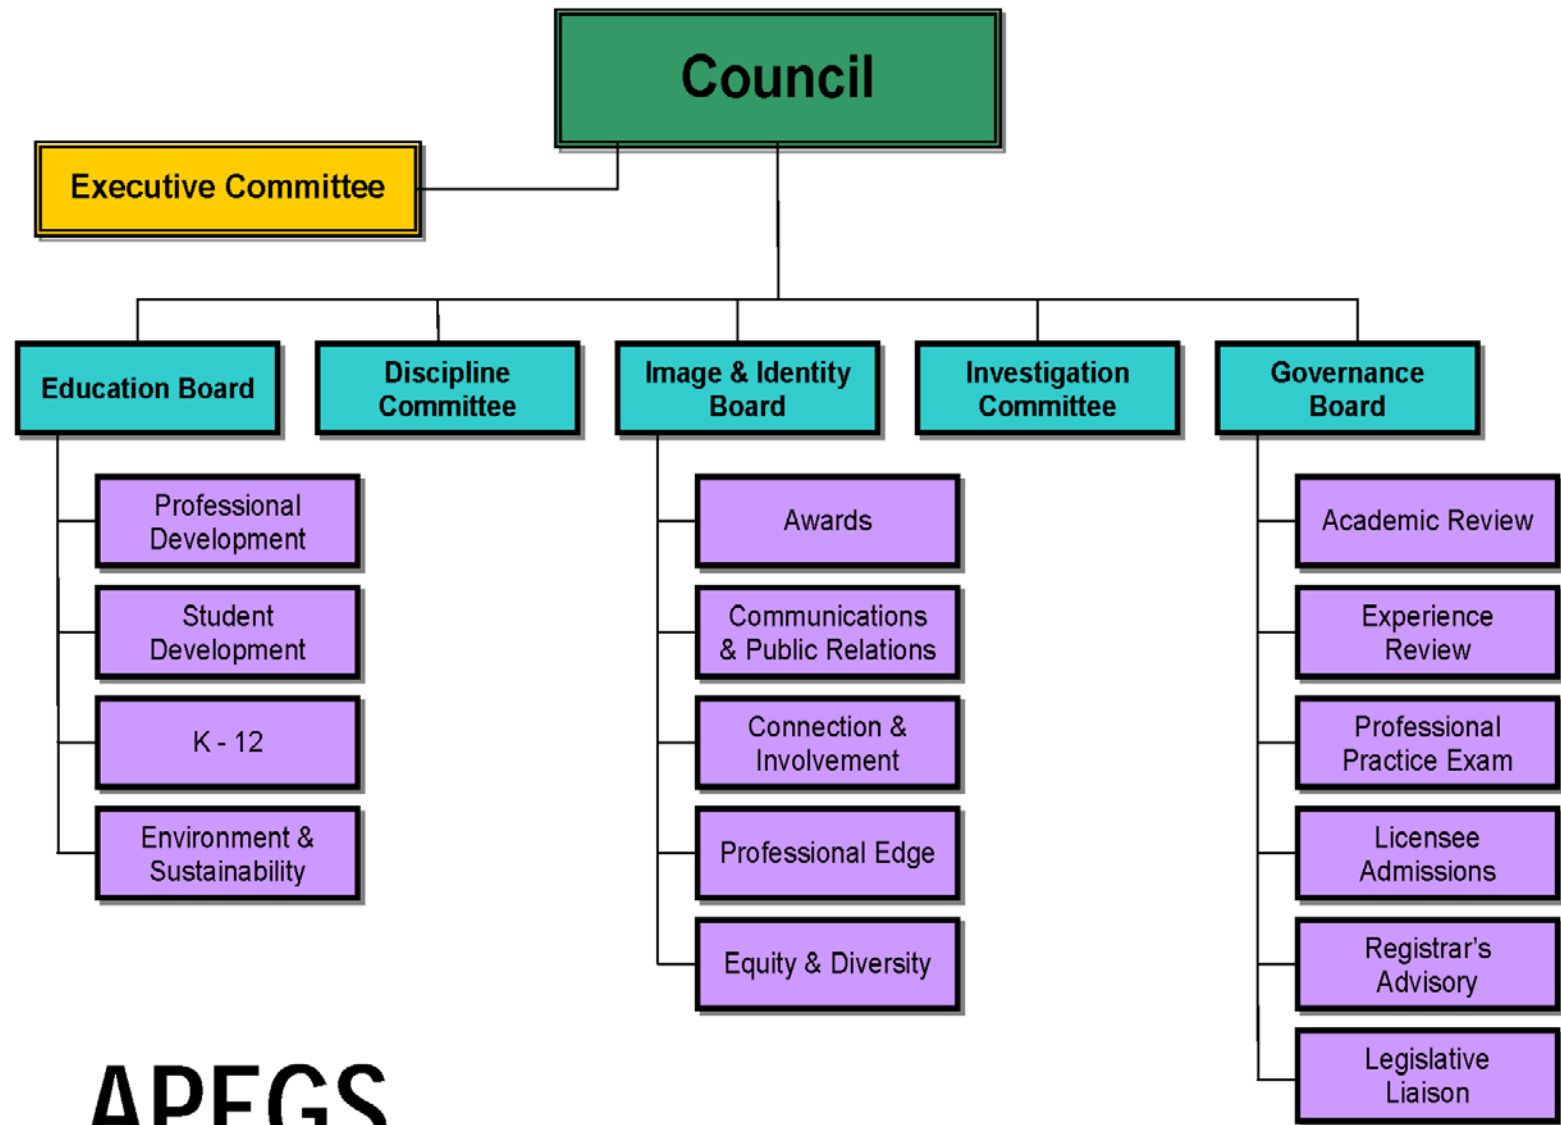 Council
Executive Committee
Education Board
Discipline
Committee
Image & Identity
Board
Investigation
Committee
Governance
Board
Professional
Development
Student
Development
K - 12
Environment &
Sustainability
Awards
Communications
& Public Relations
Connection &
Involvement
Professional Edge
Equity & Diversity
Academic Review
Experience
Review
Professional
Practice Exam
Licensee
Admissions
Registrar’s
Advisory
Legislative
Liaison
APEGS